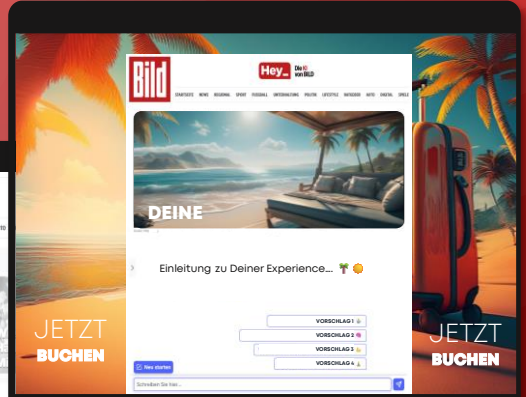 Bild
Hey_ Die KI
von BILD
STARTSEITE NEWS REGIONAL SPORT FUSSBALL UNTERHALTUNG POLITIK LIFESTYLE RATGEBER AUTO DIGITAL SPIELE
DEINE
Einleitung zu Deiner Experience....
VORSCHLAG 1
VORSCHLAG 2
VORSCHLAG 3
VORSCHLAG 4
Neu starten
Schreiben Sie hier...
JETZT
BUCHEN
JETZT
BUCHEN